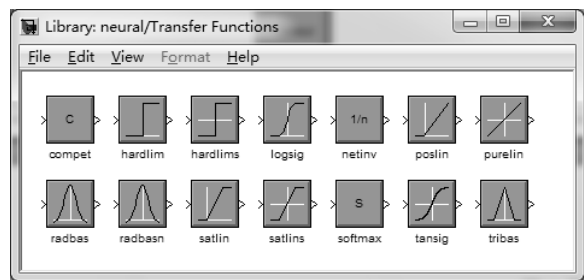 Library: neural/Transfer Functions
File Edit View Format Help
C 1/n
compet hardlim hardlims logsig netinv poslin purelin
S
radbas radbasn satlin satlins softmax tansig tribas